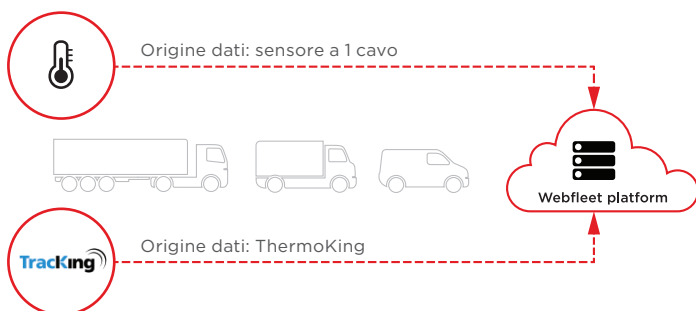 Origine dati: sensore a 1 cavo
Webfleet platform
Origine dati: ThermoKing
TracKing